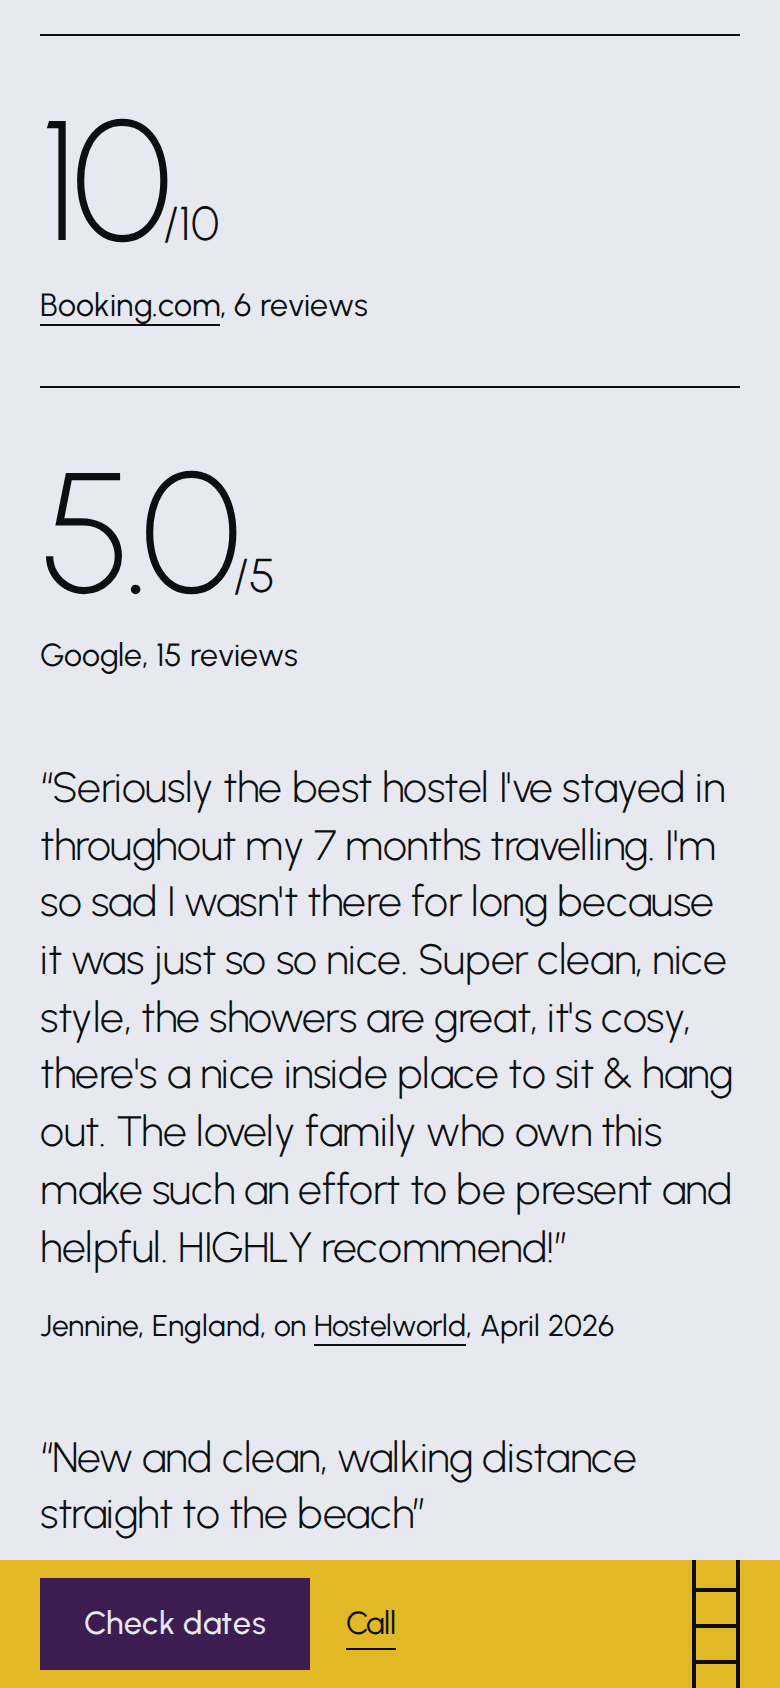 10/10
Booking.com, 6 reviews
5.0/5
Google, 15 reviews
“Seriously the best hostel I've stayed in
throughout my 7 months travelling. I'm
so sad I wasn't there for long because
it was just so so nice. Super clean, nice
style, the showers are great, it's cosy,
there's a nice inside place to sit & hang
out. The lovely family who own this
make such an effort to be present and
helpful. HIGHLY recommend!”
Jennine, England, on Hostelworld, April 2026
“New and clean, walking distance
straight to the beach”
Check dates Call